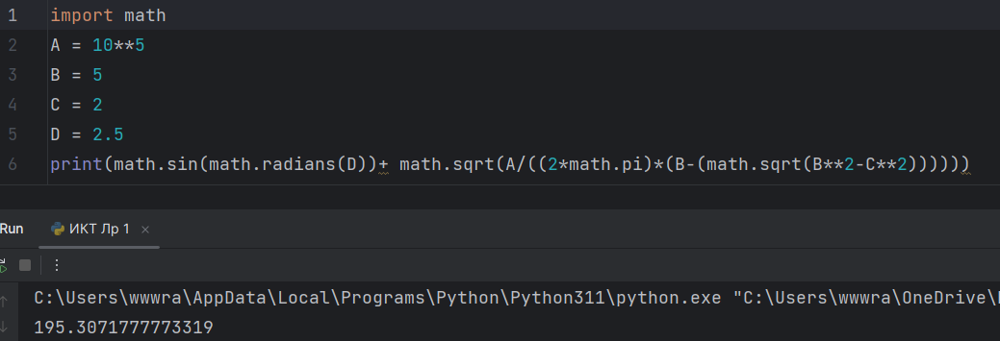 1 import math
2 A = 10**5
3 B = 5
4 C = 2
5 D = 2.5
6 print(math.sin(math.radians(D))+ math.sqrt(A/((2*math.pi)*(B-(math.sqrt(B**2-C**2))))))
Run ИКТ Лр 1 ×
C:\Users\wwwra\AppData\Local\Programs\Python\Python311\python.exe "C:\Users\wwwra\OneDrive\
195.3071777773319